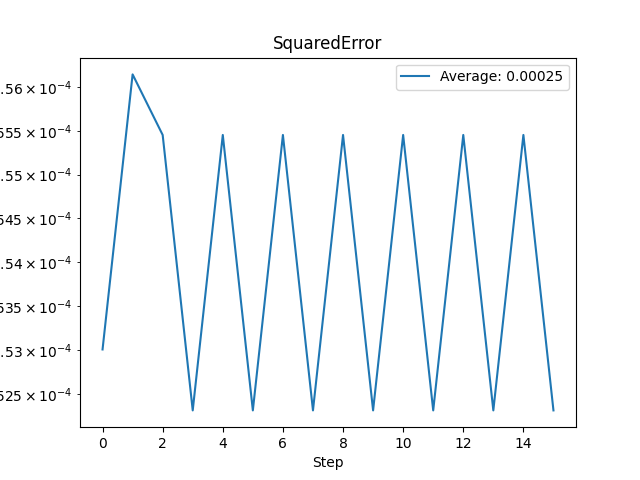 SquaredError
Average: 0.00025
.56 × 10⁻⁴
555 × 10⁻⁴
.55 × 10⁻⁴
545 × 10⁻⁴
.54 × 10⁻⁴
535 × 10⁻⁴
.53 × 10⁻⁴
525 × 10⁻⁴
0 2 4 6 8 10 12 14
Step